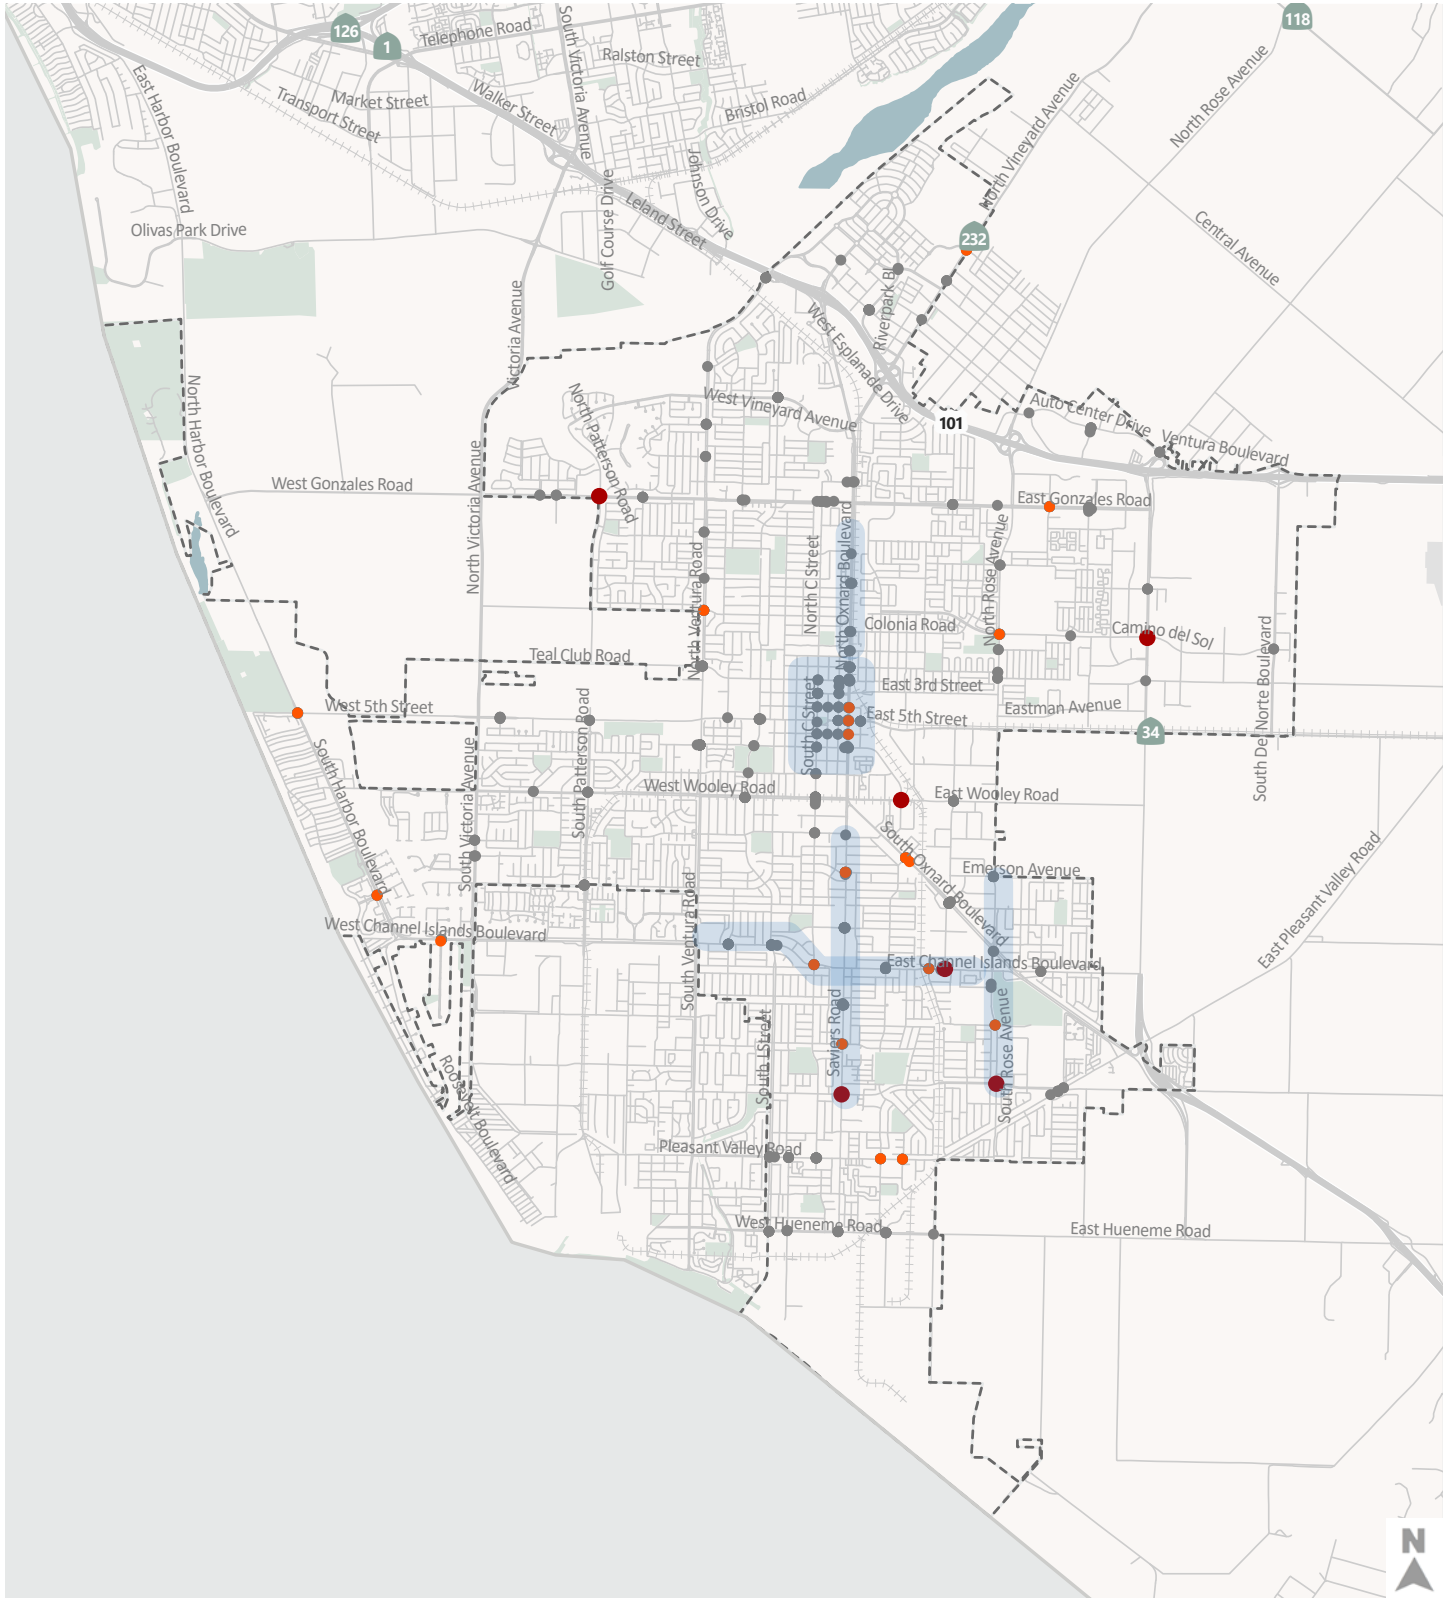 118
126
1
Telephone Road
South Victoria Avenue
Ralston Street
East Harbor Boulevard
Market Street
Transport Street
Walker Street
Bristol Road
North Rose Avenue
North Vineyard Avenue
Johnson Drive
Golf Course Drive
Leland Street
Olivas Park Drive
232
Central Avenue
Victoria Avenue
Riverpark Bl
West Esplanade Drive
North Harbor Boulevard
North Patterson Road
West Vineyard Avenue
101
Auto Center Drive
Ventura Boulevard
West Gonzales Road
East Gonzales Road
North Victoria Avenue
North Ventura Road
North C Street
North Oxnard Boulevard
North Rose Avenue
Colonia Road
Camino del Sol
Teal Club Road
East 3rd Street
South Del Norte Boulevard
West 5th Street
South Patterson Road
South C Street
East 5th Street
Eastman Avenue
34
South Harbor Boulevard
South Victoria Avenue
West Wooley Road
East Wooley Road
South Oxnard Boulevard
Emerson Avenue
East Pleasant Valley Road
West Channel Islands Boulevard
South Ventura Road
East Channel Islands Boulevard
Saviers Road
South J Street
South Rose Avenue
Roosevelt Boulevard
Pleasant Valley Road
West Hueneme Road
East Hueneme Road
N